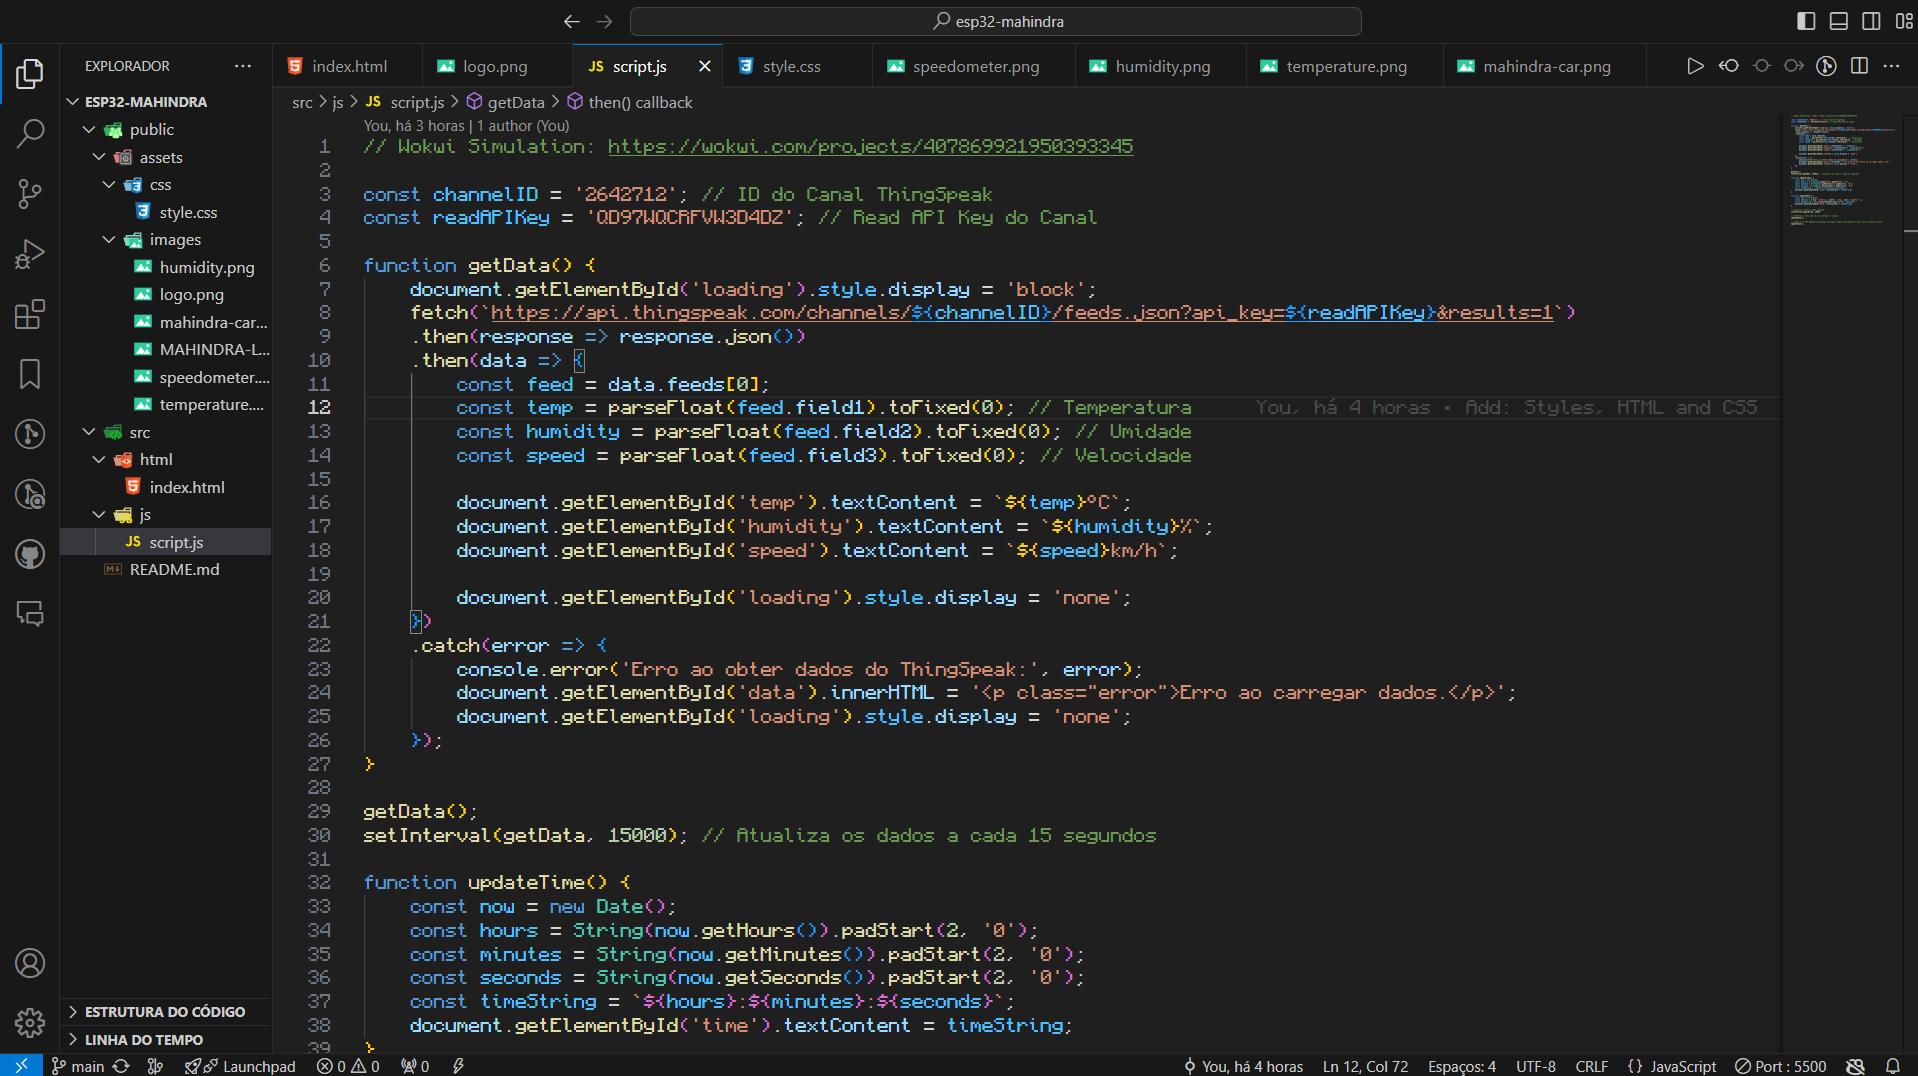 esp32-mahindra
EXPLORADOR
index.html
logo.png
JS script.js
style.css
speedometer.png
humidity.png
temperature.png
mahindra-car.png
ESP32-MAHINDRA
public
assets
css
style.css
images
humidity.png
logo.png
mahindra-car...
MAHINDRA-L...
speedometer....
temperature....
src
html
index.html
js
JS script.js
README.md
ESTRUTURA DO CÓDIGO
LINHA DO TEMPO
src > js > JS script.js > getData > then() callback
You, há 3 horas | 1 author (You)
1 // Wokwi Simulation: https://wokwi.com/projects/407869921950393345
2
3 const channelID = '2642712'; // ID do Canal ThingSpeak
4 const readAPIKey = 'QD97WQCRFVW3D4DZ'; // Read API Key do Canal
5
6 function getData() {
7 document.getElementById('loading').style.display = 'block';
8 fetch(`https://api.thingspeak.com/channels/${channelID}/feeds.json?api_key=${readAPIKey}&results=1`)
9 .then(response => response.json())
10 .then(data => {
11 const feed = data.feeds[0];
12 const temp = parseFloat(feed.field1).toFixed(0); // Temperatura You, há 4 horas • Add: Styles, HTML and CSS
13 const humidity = parseFloat(feed.field2).toFixed(0); // Umidade
14 const speed = parseFloat(feed.field3).toFixed(0); // Velocidade
15
16 document.getElementById('temp').textContent = `${temp}°C`;
17 document.getElementById('humidity').textContent = `${humidity}%`;
18 document.getElementById('speed').textContent = `${speed}km/h`;
19
20 document.getElementById('loading').style.display = 'none';
21 })
22 .catch(error => {
23 console.error('Erro ao obter dados do ThingSpeak:', error);
24 document.getElementById('data').innerHTML = '<p class="error">Erro ao carregar dados.</p>';
25 document.getElementById('loading').style.display = 'none';
26 });
27 }
28
29 getData();
30 setInterval(getData, 15000); // Atualiza os dados a cada 15 segundos
31
32 function updateTime() {
33 const now = new Date();
34 const hours = String(now.getHours()).padStart(2, '0');
35 const minutes = String(now.getMinutes()).padStart(2, '0');
36 const seconds = String(now.getSeconds()).padStart(2, '0');
37 const timeString = `${hours}:${minutes}:${seconds}`;
38 document.getElementById('time').textContent = timeString;
39 }
main
Launchpad
0 0
0
You, há 4 horas
Ln 12, Col 72
Espaços: 4
UTF-8
CRLF
{} JavaScript
Port : 5500